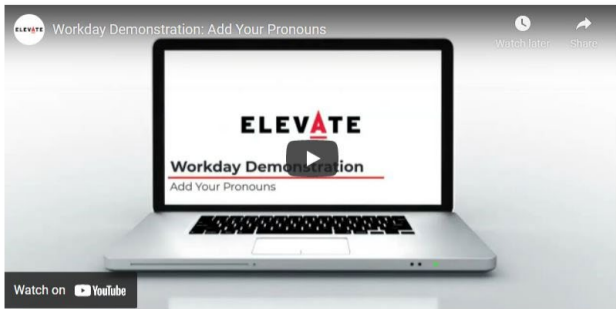 ELEVATE
Workday Demonstration: Add Your Pronouns
Watch later
Share
ELEVATE
Workday Demonstration
Add Your Pronouns
Watch on YouTube